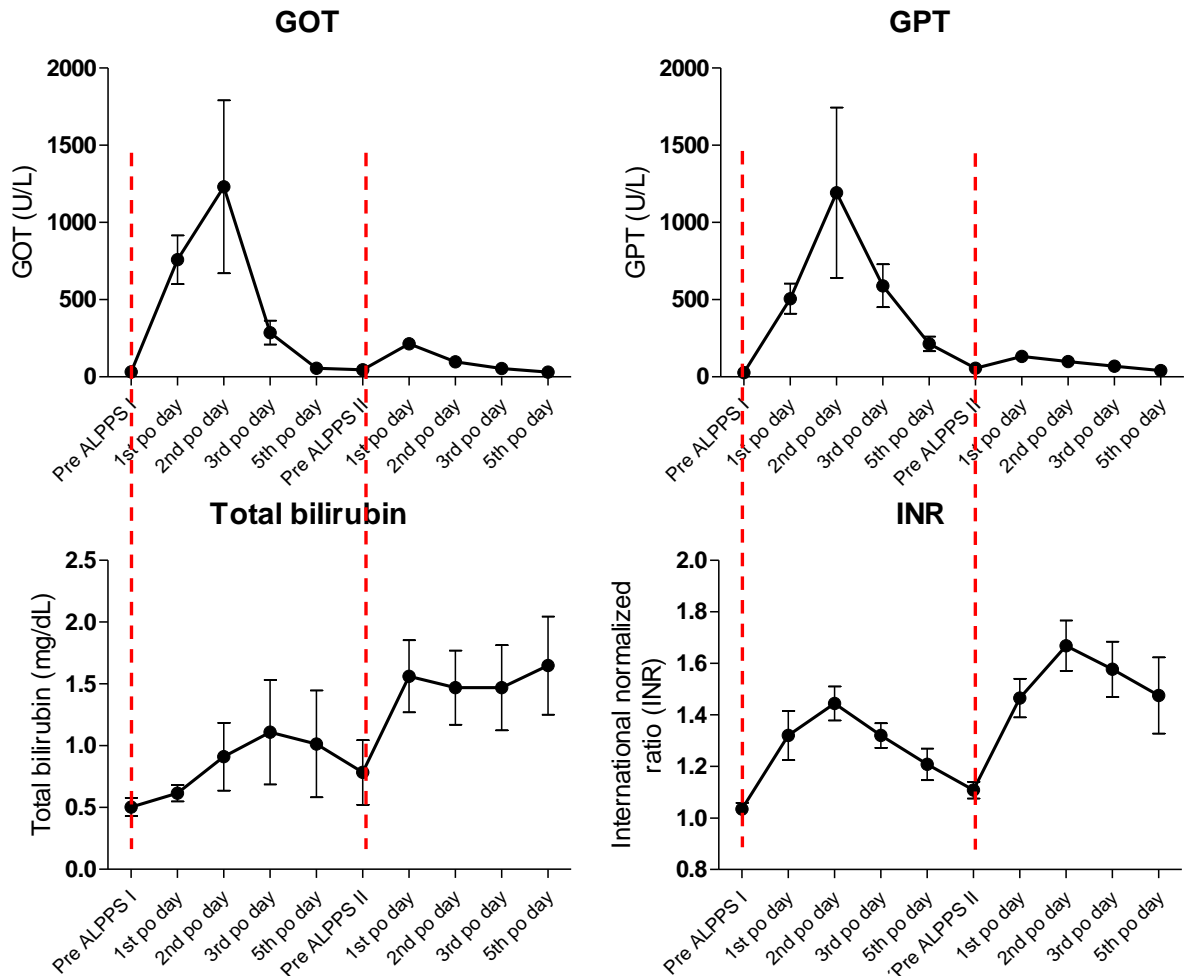 GOT
GOT (U/L)
2000
1500
1000
500
0
Pre ALPPS I
1st po day
2nd po day
3rd po day
5th po day
Pre ALPPS II
1st po day
2nd po day
3rd po day
5th po day
GPT
GPT (U/L)
2000
1500
1000
500
0
Pre ALPPS I
1st po day
2nd po day
3rd po day
5th po day
Pre ALPPS II
1st po day
2nd po day
3rd po day
5th po day
Total bilirubin
Total bilirubin (mg/dL)
2.5
2.0
1.5
1.0
0.5
0.0
Pre ALPPS I
1st po day
2nd po day
3rd po day
5th po day
Pre ALPPS II
1st po day
2nd po day
3rd po day
5th po day
INR
International normalized
ratio (INR)
2.0
1.8
1.6
1.4
1.2
1.0
0.8
Pre ALPPS I
1st po day
2nd po day
3rd po day
5th po day
'Pre ALPPS II
1st po day
2nd po day
3rd po day
5th po day